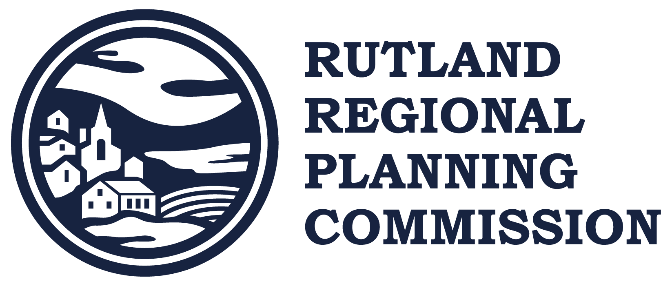 RUTLAND
REGIONAL
PLANNING
COMMISSION